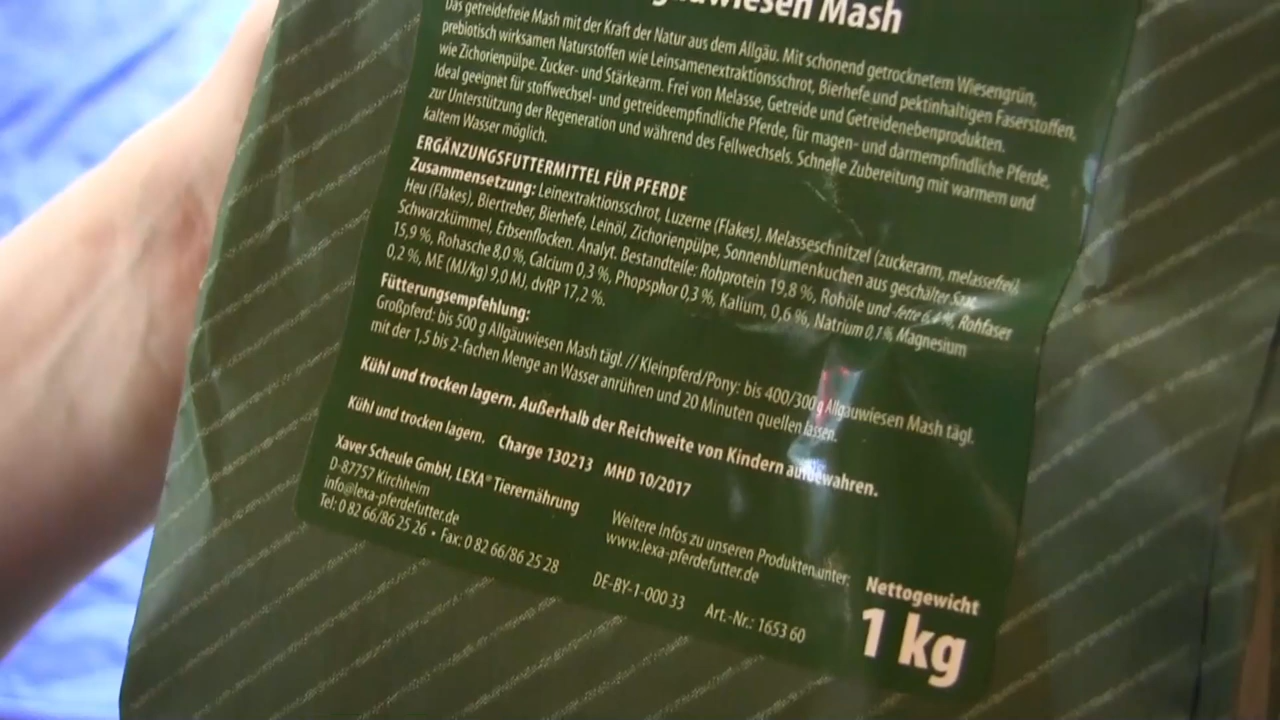 Mash
Das getreidefreie Mash mit der Kraft der Natur aus dem Allgäu. Mit schonend getrocknetem Wiesengrün,
prebiotisch wirksamen Naturstoffen wie Leinsamenextraktionsschrot, Bierhefe und pektinhaltigen Faserstoffen,
wie Zichorienpülpe. Zucker- und Stärkearm. Frei von Melasse, Getreide und Getreidenebenprodukten.
Ideal geeignet für stoffwechsel- und getreideempfindliche Pferde, für magen- und darmempfindliche Pferde,
zur Unterstützung der Regeneration und während des Fellwechsels. Schnelle Zubereitung mit warmem und
kaltem Wasser möglich.
ERGÄNZUNGSFUTTERMITTEL FÜR PFERDE
Zusammensetzung: Leinextraktionsschrot, Luzerne (Flakes), Melasseschnitzel (zuckerarm, melassefrei)
Heu (Flakes), Biertreber, Bierhefe, Leinöl, Zichorienpülpe, Sonnenblumenkuchen aus geschälter Saat,
Schwarzkümmel, Erbsenflocken. Analyt. Bestandteile: Rohprotein 19,8 %, Rohöle und -fette 6,4 %, Rohfaser
15,9 %, Rohasche 8,0 %, Calcium 0,3 %, Phopsphor 0,3 %, Kalium, 0,6 %, Natrium 0,1% Magnesium
0,2 %, ME (MJ/kg) 9,0 MJ, dvRP 17,2 %.
Fütterungsempfehlung:
Großpferd: bis 500 g Allgäuwiesen Mash tägl. // Kleinpferd/Pony: bis 400/300 g Allgäuwiesen Mash tägl.
mit der 1,5 bis 2-fachen Menge an Wasser anrühren und 20 Minuten quellen lassen.
Kühl und trocken lagern. Außerhalb der Reichweite von Kindern aufbewahren.
Kühl und trocken lagern. Charge 130213 MHD 10/2017
Xaver Scheule GmbH, LEXA® Tierernährung
D-87757 Kirchheim
info@lexa-pferdefutter.de
Tel: 0 82 66/86 25 26 • Fax: 0 82 66/86 25 28
Weitere Infos zu unseren Produkten unter:
www.lexa-pferdefutter.de
DE-BY-1-000 33 Art.-Nr.: 1653 60
Nettogewicht
1 kg